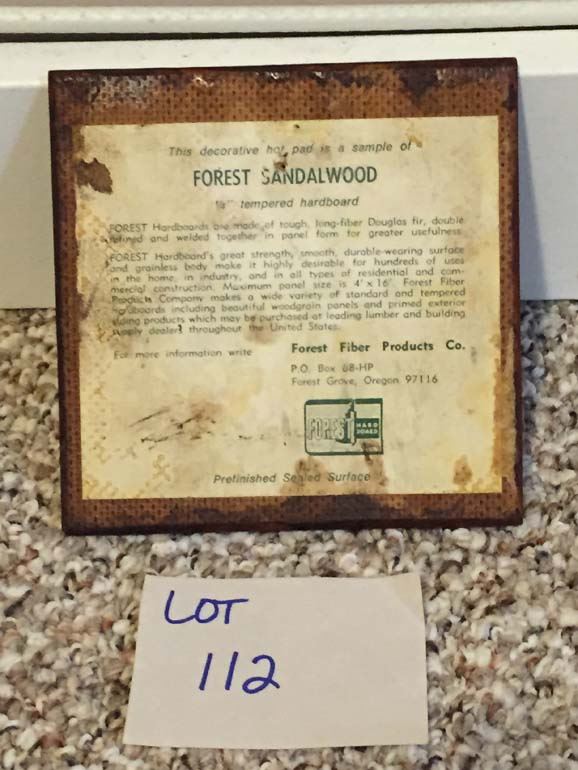 This decorative hot pad is a sample of
FOREST SANDALWOOD
tempered hardboard
FOREST Hardboards are made of tough, long-fiber Douglas fir, double
refined and welded together in panel form for greater usefulness.
FOREST Hardboard's great strength, smooth, durable-wearing surface
and grainless body make it highly desirable for hundreds of uses
in the home, in industry, and in all types of residential and com-
mercial construction. Maximum panel size is 4' x 16'. Forest Fiber
Products Company makes a wide variety of standard and tempered
hardboards including beautiful woodgrain panels and primed exterior
siding products which may be purchased at leading lumber and building
supply dealers throughout the United States.
For more information write
Forest Fiber Products Co.
P.O. Box 68-HP
Forest Grove, Oregon 97116
FOREST HARD
BOARD
Prefinished Sealed Surface
LOT
112